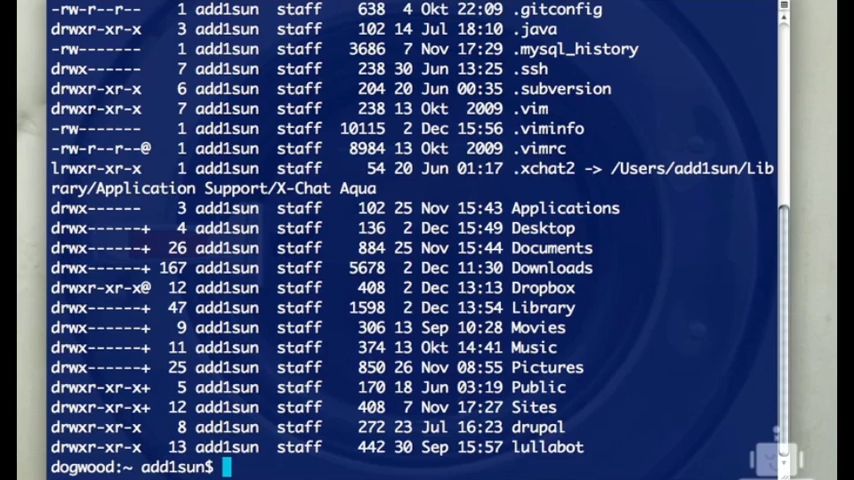 -rw-r--r-- 1 add1sun staff 638 4 Okt 22:09 .gitconfig
drwxr-xr-x 3 add1sun staff 102 14 Jul 18:10 .java
-rw------- 1 add1sun staff 3686 7 Nov 17:29 .mysql_history
drwx------ 7 add1sun staff 238 30 Jun 13:25 .ssh
drwxr-xr-x 6 add1sun staff 204 20 Jun 00:35 .subversion
drwxr-xr-x 7 add1sun staff 238 13 Okt 2009 .vim
-rw------- 1 add1sun staff 10115 2 Dec 15:56 .viminfo
-rw-r--r--@ 1 add1sun staff 8984 13 Okt 2009 .vimrc
lrwxr-xr-x 1 add1sun staff 54 20 Jun 01:17 .xchat2 -> /Users/add1sun/Lib
rary/Application Support/X-Chat Aqua
drwx------ 3 add1sun staff 102 25 Nov 15:43 Applications
drwx------+ 4 add1sun staff 136 2 Dec 15:49 Desktop
drwx------+ 26 add1sun staff 884 25 Nov 15:44 Documents
drwx------+ 167 add1sun staff 5678 2 Dec 11:30 Downloads
drwxr-xr-x@ 12 add1sun staff 408 2 Dec 13:13 Dropbox
drwx------+ 47 add1sun staff 1598 2 Dec 13:54 Library
drwx------+ 9 add1sun staff 306 13 Sep 10:28 Movies
drwx------+ 11 add1sun staff 374 13 Okt 14:41 Music
drwx------+ 25 add1sun staff 850 26 Nov 08:55 Pictures
drwxr-xr-x+ 5 add1sun staff 170 18 Jun 03:19 Public
drwxr-xr-x+ 12 add1sun staff 408 7 Nov 17:27 Sites
drwxr-xr-x 8 add1sun staff 272 23 Jul 16:23 drupal
drwxr-xr-x 13 add1sun staff 442 30 Sep 15:57 lullabot
dogwood:~ add1sun$